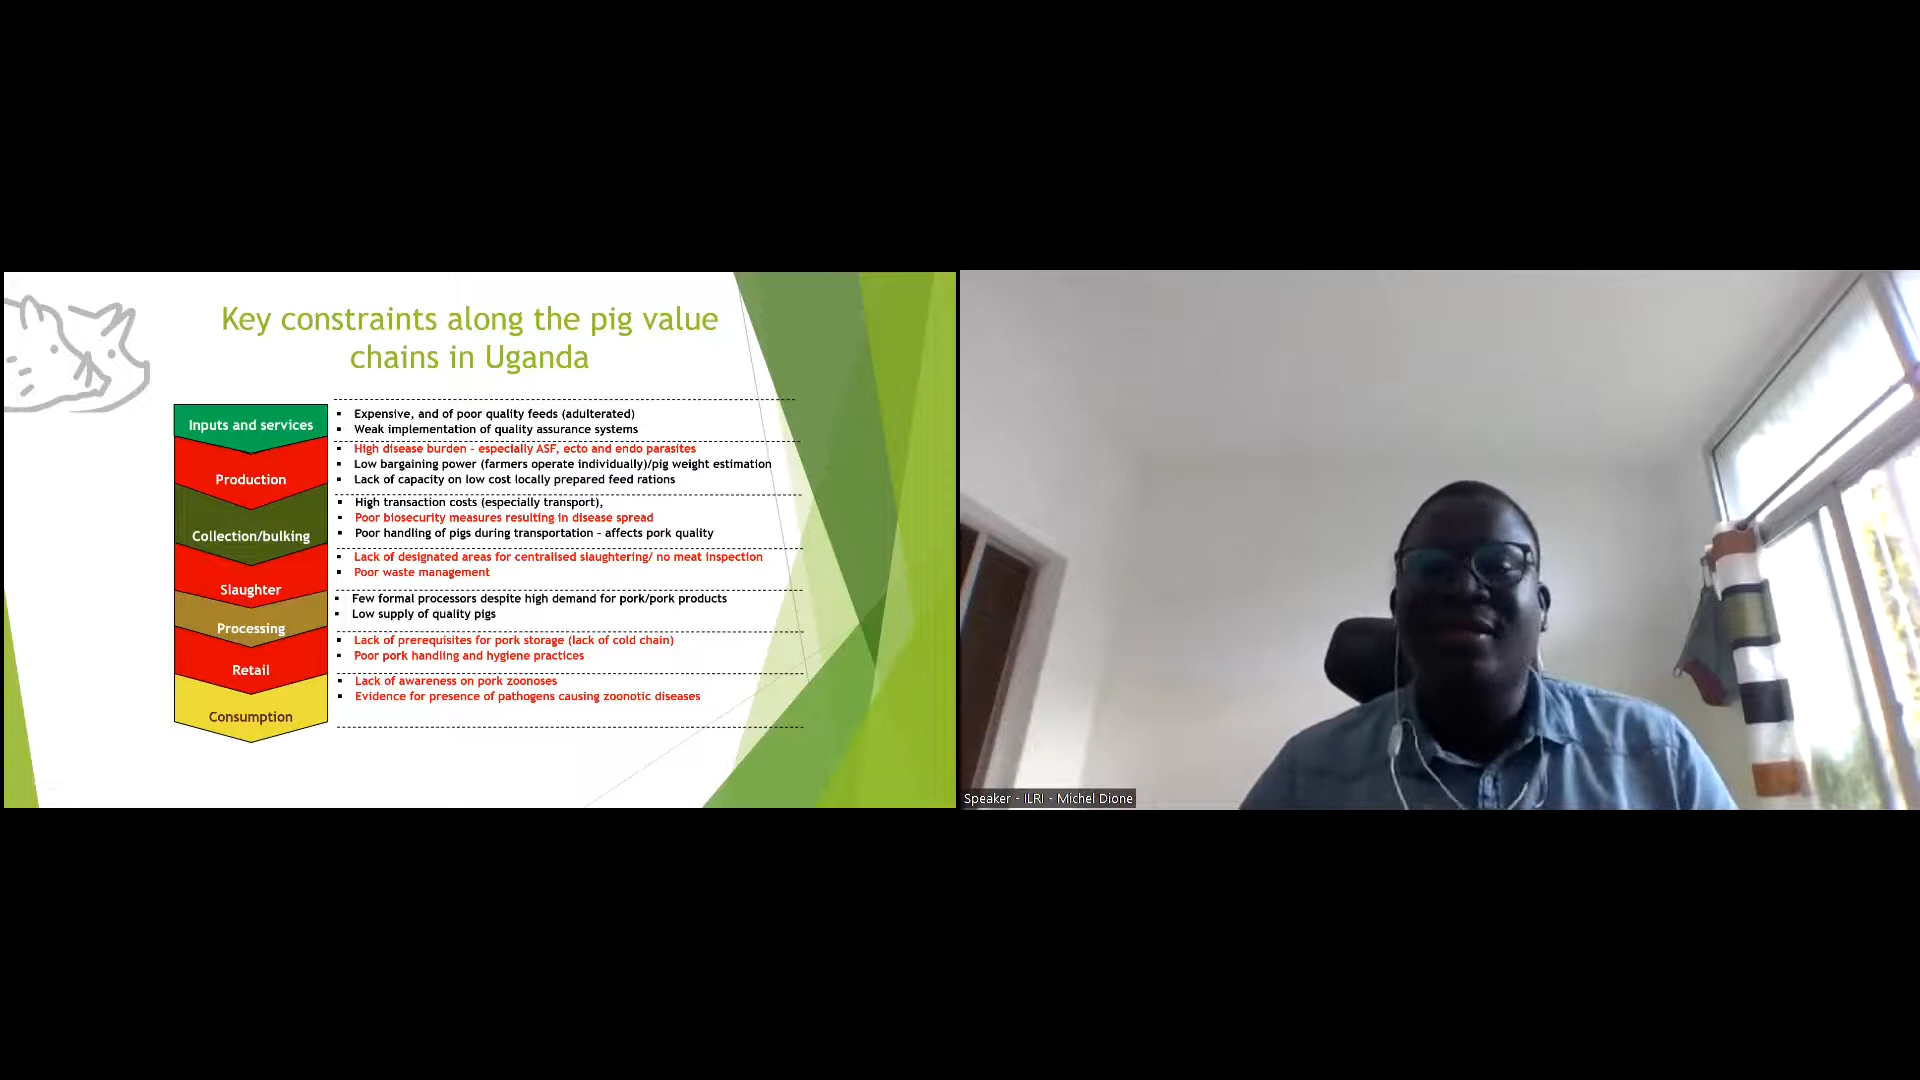 Key constraints along the pig value
chains in Uganda
Inputs and services
▪ Expensive, and of poor quality feeds (adulterated)
▪ Weak implementation of quality assurance systems
Production
▪ High disease burden – especially ASF, ecto and endo parasites
▪ Low bargaining power (farmers operate individually)/pig weight estimation
▪ Lack of capacity on low cost locally prepared feed rations
Collection/bulking
▪ High transaction costs (especially transport),
▪ Poor biosecurity measures resulting in disease spread
▪ Poor handling of pigs during transportation – affects pork quality
Slaughter
▪ Lack of designated areas for centralised slaughtering/ no meat inspection
▪ Poor waste management
Processing
▪ Few formal processors despite high demand for pork/pork products
▪ Low supply of quality pigs
Retail
▪ Lack of prerequisites for pork storage (lack of cold chain)
▪ Poor pork handling and hygiene practices
Consumption
▪ Lack of awareness on pork zoonoses
▪ Evidence for presence of pathogens causing zoonotic diseases
Speaker - ILRI - Michel Dione